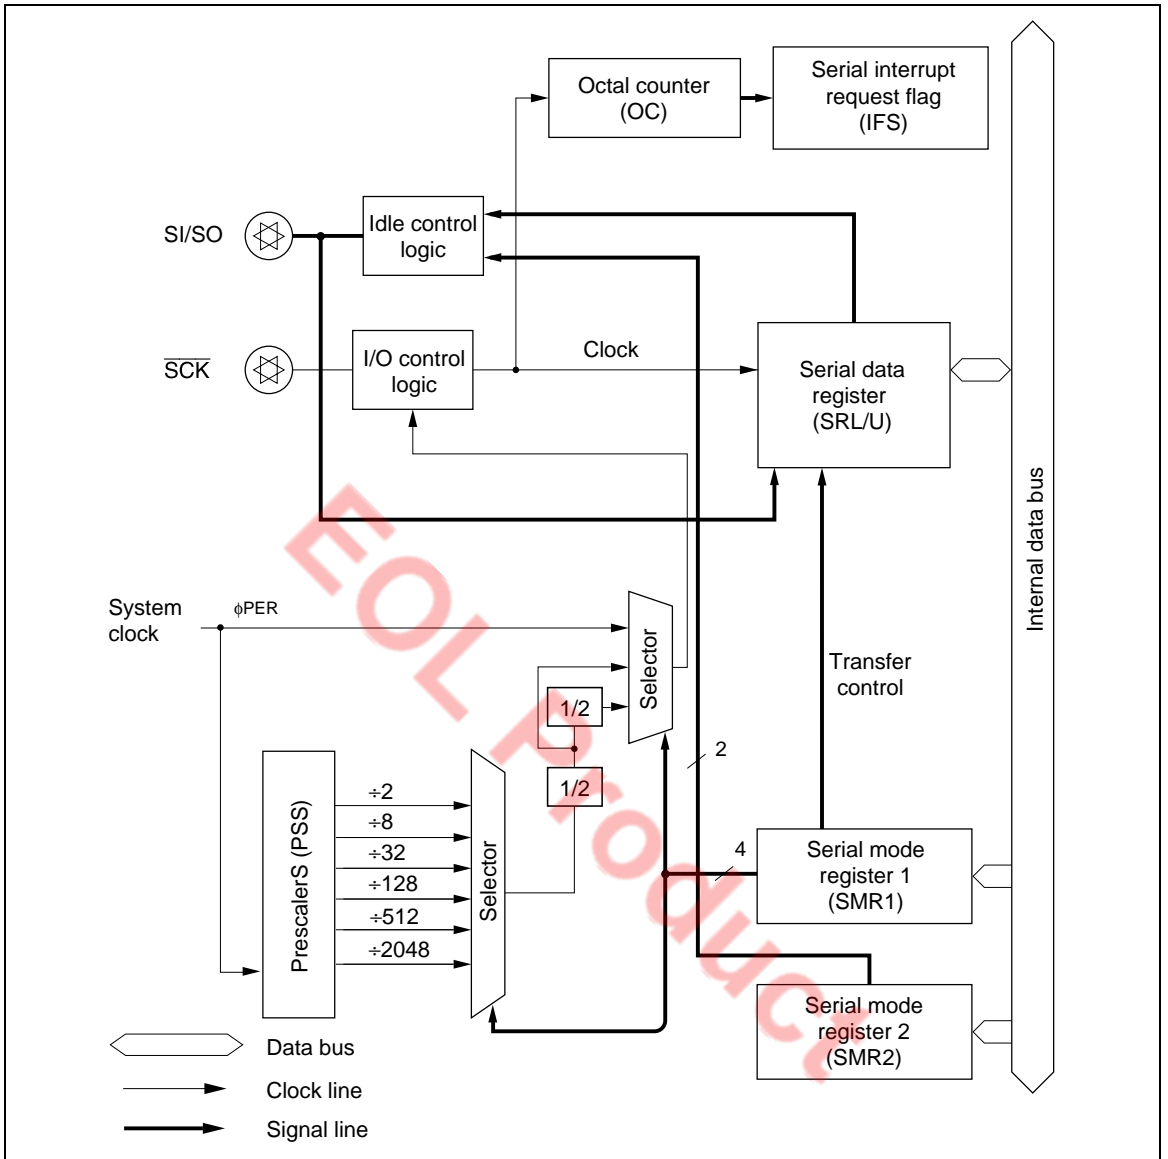 Octal counter
(OC)
Serial interrupt
request flag
(IFS)
SI/SO
Idle control
logic
SCK
I/O control
logic
Clock
Serial data
register
(SRL/U)
Internal data bus
System
clock
ϕPER
Selector
Transfer
control
1/2
1/2
2
PrescalerS (PSS)
÷2
÷8
÷32
÷128
÷512
÷2048
Selector
4
Serial mode
register 1
(SMR1)
Serial mode
register 2
(SMR2)
Data bus
Clock line
Signal line
EOL Product